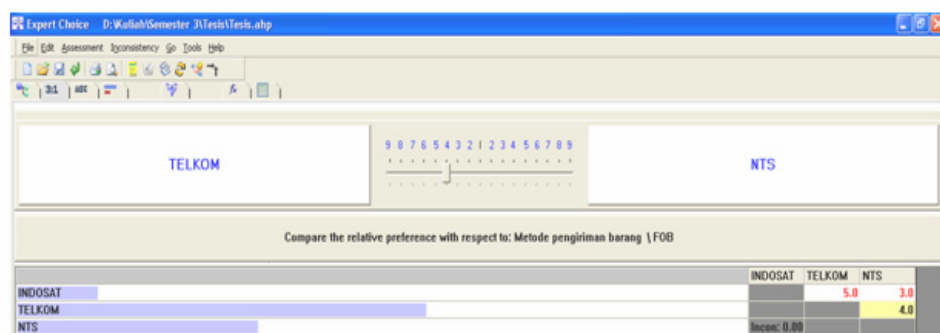 Expert Choice D:\Kuliah\Semester 3\Tesis\Tesis.ahp
File Edit Assessment Inconsistency Go Tools Help
3:1 ABC
TELKOM
9 8 7 6 5 4 3 2 1 2 3 4 5 6 7 8 9
NTS
Compare the relative preference with respect to: Metode pengiriman barang \ FOB
INDOSAT TELKOM NTS
INDOSAT 5.0 3.0
TELKOM 4.0
NTS Incon: 0.00